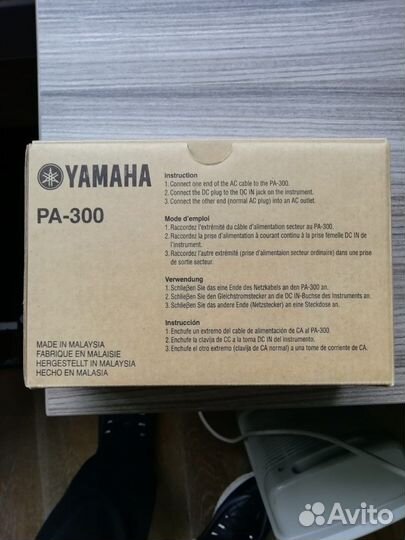 YAMAHA
PA-300
MADE IN MALAYSIA
FABRIQUE EN MALAISIE
HERGESTELLT IN MALAYSIA
HECHO EN MALASIA
Instruction
1. Connect one end of the AC cable to the PA-300.
2. Connect the DC plug to the DC IN jack on the instrument.
3. Connect the other end (normal AC plug) into an AC outlet.
Mode d'emploi
1. Raccordez l'extrémité du câble d'alimentation secteur au PA-300.
2. Raccordez la prise d'alimentation à courant continu à la prise femelle DC IN de
l'instrument.
3. Raccordez l'autre extrémité (prise d'alimentaion secteur ordinaire) dans une prise
de sortie secteur.
Verwendung
1. Schließen Sie das eine Ende des Netzkabels an den PA-300 an.
2. Schließen Sie den Gleichstromstecker an die DC IN-Buchse des Instruments an.
3. Schließen Sie das andere Ende (Netzstecker) an eine Steckdose an.
Instrucción
1. Enchufe un extremo del cable de alimentación de CA al PA-300.
2. Enchufe la clavija de CC a la toma DC IN del instrumento.
3. Enchufe el otro extremo (clavija de CA normal) a una tome de corriente de CA.
Avito